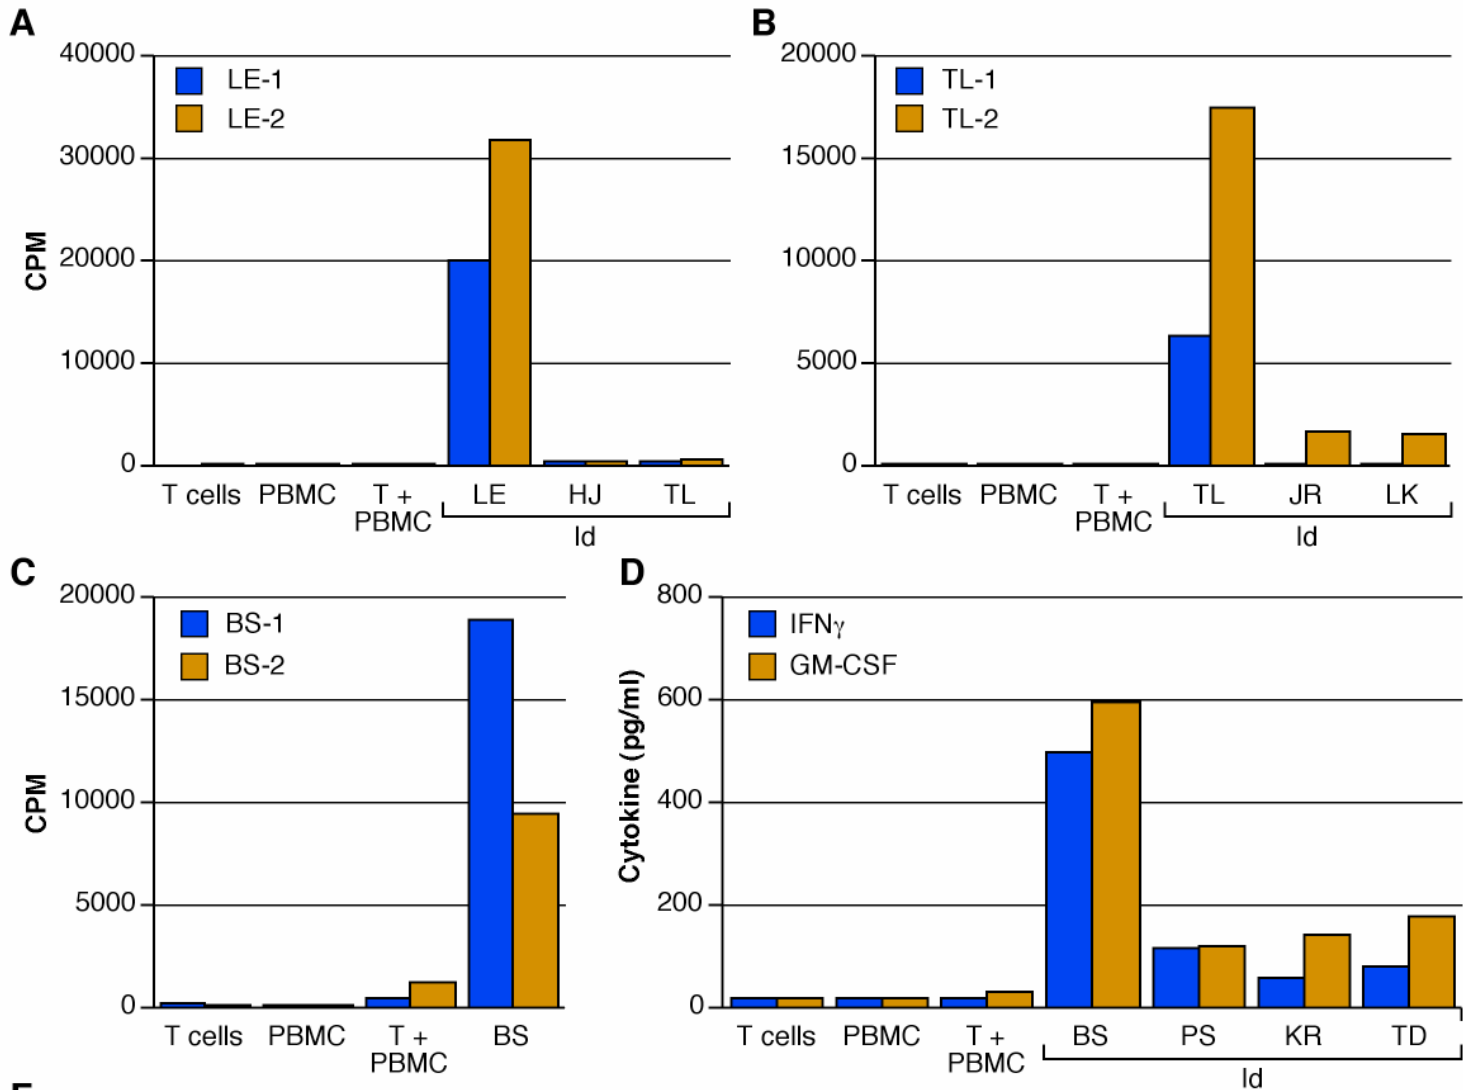 A
40000
30000
20000
10000
0
CPM
LE-1
LE-2
T cells PBMC T + PBMC LE HJ TL
Id
B
20000
15000
10000
5000
0
TL-1
TL-2
T cells PBMC T + PBMC TL JR LK
Id
C
20000
15000
10000
5000
0
CPM
BS-1
BS-2
T cells PBMC T + PBMC BS
D
800
600
400
200
0
Cytokine (pg/ml)
IFNγ
GM-CSF
T cells PBMC T + PBMC BS PS KR TD
Id